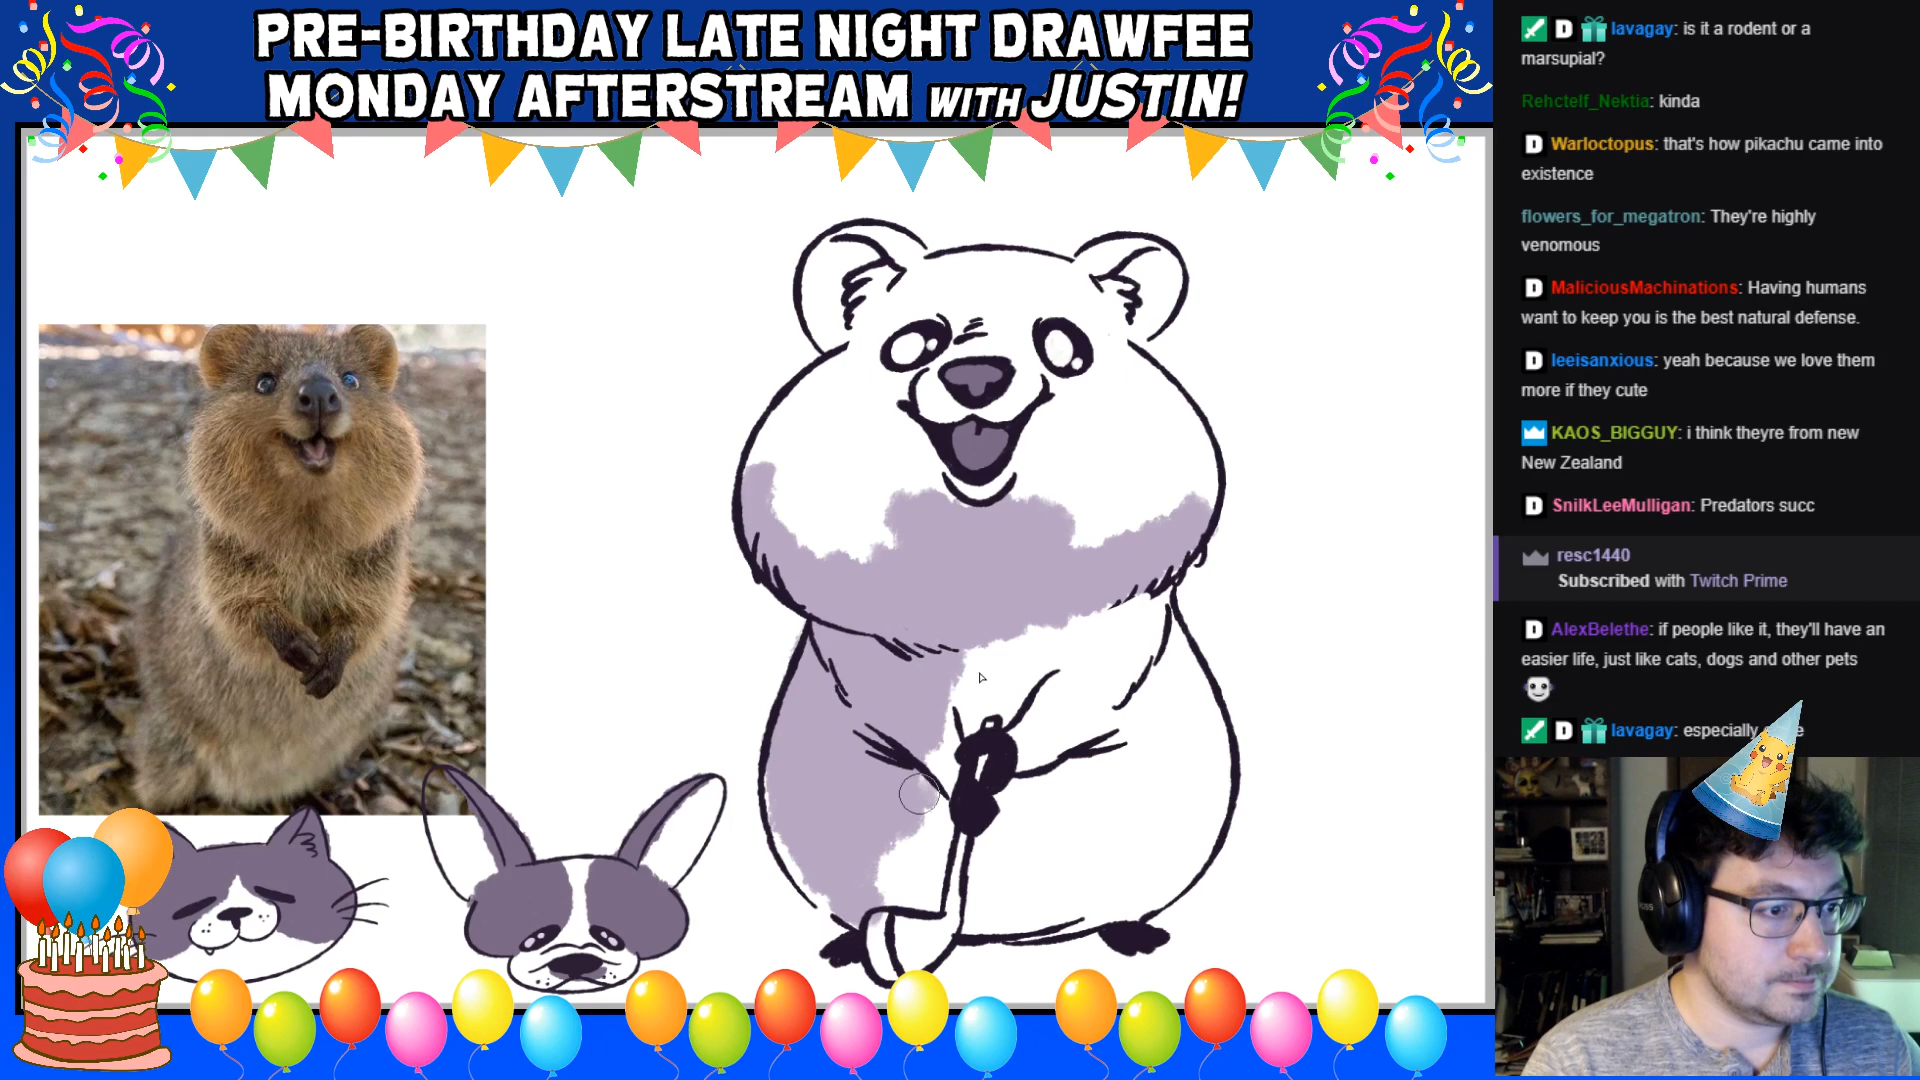 PRE-BIRTHDAY LATE NIGHT DRAWFEE
MONDAY AFTERSTREAM WITH JUSTIN!
lavagay: is it a rodent or a
marsupial?
Rehctelf_Nektia: kinda
Warloctopus: that's how pikachu came into
existence
flowers_for_megatron: They're highly
venomous
MaliciousMachinations: Having humans
want to keep you is the best natural defense.
leeisanxious: yeah because we love them
more if they cute
KAOS_BIGGUY: i think theyre from new
New Zealand
SnilkLeeMulligan: Predators succ
resc1440
Subscribed with Twitch Prime
AlexBelethe: if people like it, they'll have an
easier life, just like cats, dogs and other pets
lavagay: especially